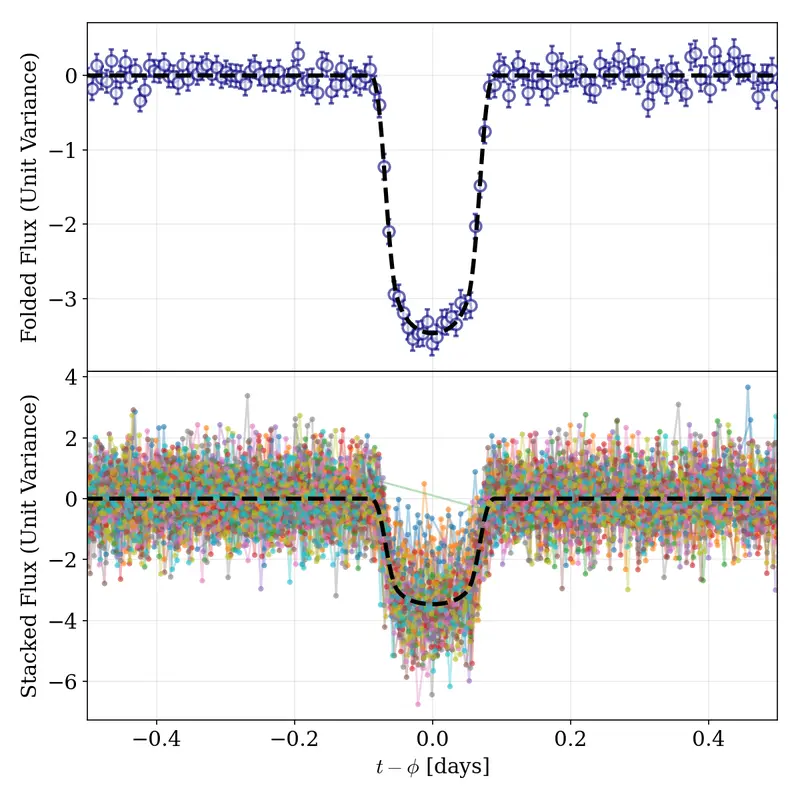 Folded Flux (Unit Variance)
0
−1
−2
−3
Stacked Flux (Unit Variance)
4
2
0
−2
−4
−6
−0.4 −0.2 0.0 0.2 0.4
t − ϕ [days]